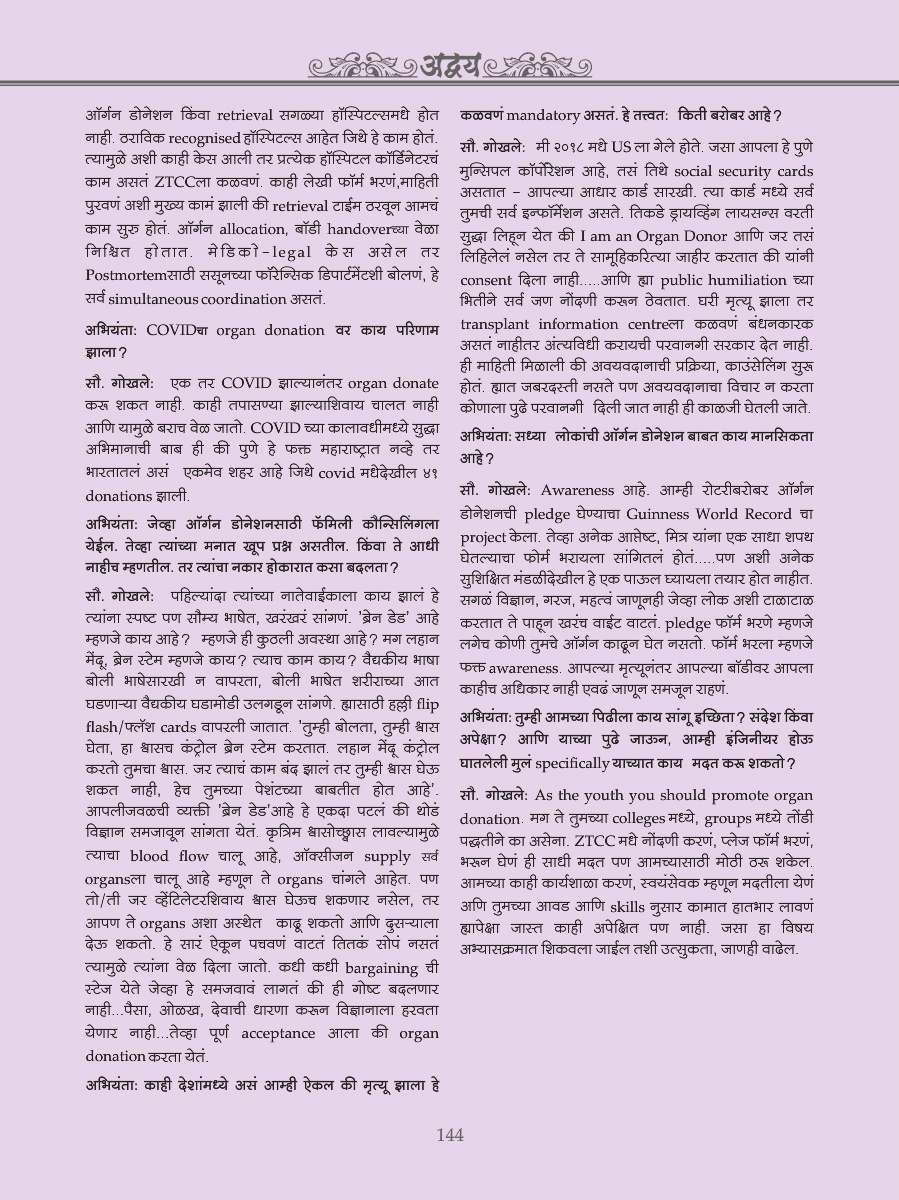 अद्वय
ऑर्गन डोनेशन किंवा retrieval सगळ्या हॉस्पिटल्समधे होत
नाही. ठराविक recognised हॉस्पिटल्स आहेत जिथे हे काम होतं.
त्यामुळे अशी काही केस आली तर प्रत्येक हॉस्पिटल कॉर्डिनेटरचं
काम असतं ZTCCला कळवणं. काही लेखी फॉर्म भरणं,माहिती
पुरवणं अशी मुख्य कामं झाली की retrieval टाईम ठरवून आमचं
काम सुरु होतं. ऑर्गन allocation, बॉडी handoverच्या वेळा
निश्चित होतात. मेडिको-legal केस असेल तर
Postmortemसाठी ससूनच्या फॉरेन्सिक डिपार्टमेंटशी बोलणं, हे
सर्व simultaneous coordination असतं.
अभियंता: COVIDचा organ donation वर काय परिणाम
झाला?
सौ. गोखले: एक तर COVID झाल्यानंतर organ donate
करू शकत नाही. काही तपासण्या झाल्याशिवाय चालत नाही
आणि यामुळे बराच वेळ जातो. COVID च्या कालावधीमध्ये सुद्धा
अभिमानाची बाब ही की पुणे हे फक्त महाराष्ट्रात नव्हे तर
भारतातलं असं एकमेव शहर आहे जिथे covid मधेदेखील ४१
donations झाली.
अभियंता: जेव्हा ऑर्गन डोनेशनसाठी फॅमिली कौन्सिलिंगला
येईल. तेव्हा त्यांच्या मनात खूप प्रश्न असतील. किंवा ते आधी
नाहीच म्हणतील. तर त्यांचा नकार होकारात कसा बदलता?
सौ. गोखले: पहिल्यांदा त्यांच्या नातेवाईकाला काय झालं हे
त्यांना स्पष्ट पण सौम्य भाषेत, खरंखरं सांगणं. 'ब्रेन डेड' आहे
म्हणजे काय आहे? म्हणजे ही कुठली अवस्था आहे? मग लहान
मेंदू, ब्रेन स्टेम म्हणजे काय? त्याच काम काय? वैद्यकीय भाषा
बोली भाषेसारखी न वापरता, बोली भाषेत शरीराच्या आत
घडणाऱ्या वैद्यकीय घडामोडी उलगडून सांगणे. ह्यासाठी हल्ली flip
flash/फ्लॅश cards वापरली जातात. 'तुम्ही बोलता, तुम्ही श्वास
घेता, हा श्वासच कंट्रोल ब्रेन स्टेम करतात. लहान मेंदू कंट्रोल
करतो तुमचा श्वास. जर त्याचं काम बंद झालं तर तुम्ही श्वास घेऊ
शकत नाही, हेच तुमच्या पेशंटच्या बाबतीत होत आहे'.
आपलीजवळची व्यक्ती 'ब्रेन डेड'आहे हे एकदा पटलं की थोडं
विज्ञान समजावून सांगता येतं. कृत्रिम श्वासोच्छ्वास लावल्यामुळे
त्याचा blood flow चालू आहे, ऑक्सीजन supply सर्व
organsला चालू आहे म्हणून ते organs चांगले आहेत. पण
तो/ती जर व्हेंटिलेटरशिवाय श्वास घेऊच शकणार नसेल, तर
आपण ते organs अशा अस्थेत काढू शकतो आणि दुसऱ्याला
देऊ शकतो. हे सारं ऐकून पचवणं वाटतं तितकं सोपं नसतं
त्यामुळे त्यांना वेळ दिला जातो. कधी कधी bargaining ची
स्टेज येते जेव्हा हे समजवावं लागतं की ही गोष्ट बदलणार
नाही...पैसा, ओळख, देवाची धारणा करून विज्ञानाला हरवता
येणार नाही...तेव्हा पूर्ण acceptance आला की organ
donation करता येतं.
अभियंता: काही देशांमध्ये असं आम्ही ऐकल की मृत्यू झाला हे
कळवणं mandatory असतं. हे तत्त्वत: किती बरोबर आहे?
सौ. गोखले: मी २०१८ मधे US ला गेले होते. जसा आपला हे पुणे
मुन्सिपल कॉर्पोरेशन आहे, तसं तिथे social security cards
असतात – आपल्या आधार कार्ड सारखी. त्या कार्ड मध्ये सर्व
तुमची सर्व इन्फॉर्मेशन असते. तिकडे ड्रायव्हिंग लायसन्स वरती
सुद्धा लिहून येत की I am an Organ Donor आणि जर तसं
लिहिलेलं नसेल तर ते सामूहिकरित्या जाहीर करतात की यांनी
consent दिला नाही.....आणि ह्या public humiliation च्या
भितीने सर्व जण नोंदणी करून ठेवतात. घरी मृत्यू झाला तर
transplant information centreला कळवणं बंधनकारक
असतं नाहीतर अंत्यविधी करायची परवानगी सरकार देत नाही.
ही माहिती मिळाली की अवयवदानाची प्रक्रिया, काउंसेलिंग सुरू
होतं. ह्यात जबरदस्ती नसते पण अवयवदानाचा विचार न करता
कोणाला पुढे परवानगी दिली जात नाही ही काळजी घेतली जाते.
अभियंता: सध्या लोकांची ऑर्गन डोनेशन बाबत काय मानसिकता
आहे?
सौ. गोखले: Awareness आहे. आम्ही रोटरीबरोबर ऑर्गन
डोनेशनची pledge घेण्याचा Guinness World Record चा
project केला. तेव्हा अनेक आप्तेष्ट, मित्र यांना एक साधा शपथ
घेतल्याचा फोर्म भरायला सांगितलं होतं.....पण अशी अनेक
सुशिक्षित मंडळीदेखील हे एक पाऊल घ्यायला तयार होत नाहीत.
सगळं विज्ञान, गरज, महत्वं जाणूनही जेव्हा लोक अशी टाळाटाळ
करतात ते पाहून खरंच वाईट वाटतं. pledge फॉर्म भरणे म्हणजे
लगेच कोणी तुमचे ऑर्गन काढून घेत नसतो. फॉर्म भरला म्हणजे
फक्त awareness. आपल्या मृत्यूनंतर आपल्या बॉडीवर आपला
काहीच अधिकार नाही एवढं जाणून समजून राहणं.
अभियंता: तुम्ही आमच्या पिढीला काय सांगू इच्छिता? संदेश किंवा
अपेक्षा? आणि याच्या पुढे जाऊन, आम्ही इंजिनीयर होऊ
घातलेली मुलं specifically याच्यात काय मदत करू शकतो?
सौ. गोखले: As the youth you should promote organ
donation. मग ते तुमच्या colleges मध्ये, groups मध्ये तोंडी
पद्धतीने का असेना. ZTCC मधे नोंदणी करणं, प्लेज फॉर्म भरणं,
भरून घेणं ही साधी मदत पण आमच्यासाठी मोठी ठरू शकेल.
आमच्या काही कार्यशाळा करणं, स्वयंसेवक म्हणून मदतीला येणं
अणि तुमच्या आवड आणि skills नुसार कामात हातभार लावणं
ह्यापेक्षा जास्त काही अपेक्षित पण नाही. जसा हा विषय
अभ्यासक्रमात शिकवला जाईल तशी उत्सुकता, जाणही वाढेल.
144